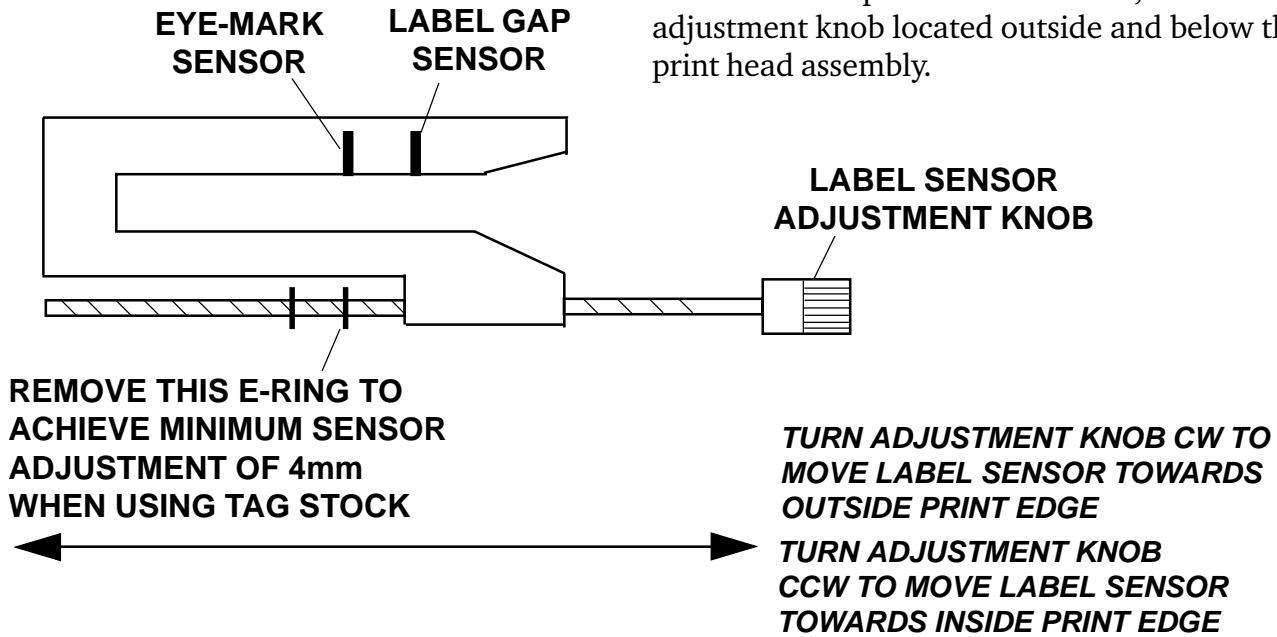 adjustment knob located outside and below
print head assembly.
EYE-MARK
SENSOR
LABEL GAP
SENSOR
LABEL SENSOR
ADJUSTMENT KNOB
REMOVE THIS E-RING TO
ACHIEVE MINIMUM SENSOR
ADJUSTMENT OF 4mm
WHEN USING TAG STOCK
TURN ADJUSTMENT KNOB CW TO
MOVE LABEL SENSOR TOWARDS
OUTSIDE PRINT EDGE
TURN ADJUSTMENT KNOB
CCW TO MOVE LABEL SENSOR
TOWARDS INSIDE PRINT EDGE